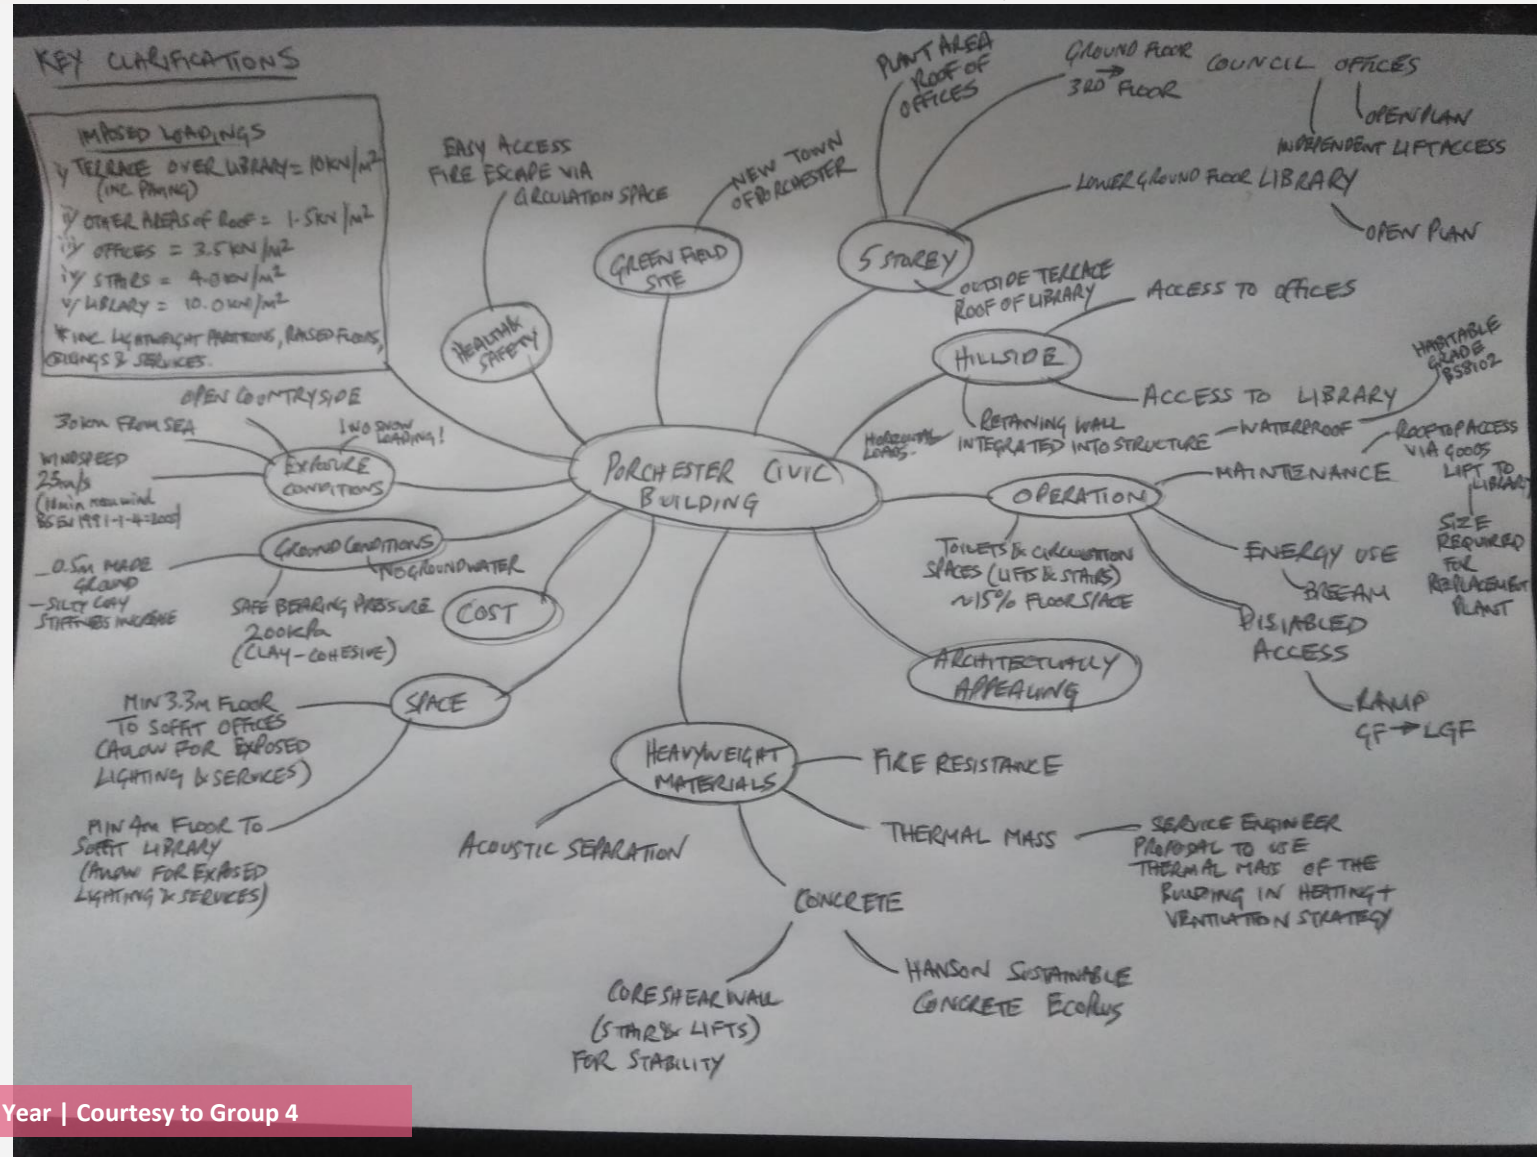 KEY CLARIFICATIONS
IMPOSED LOADINGS
i/ TERRACE OVER LIBRARY = 10KN/M²
(INC PAVING)
ii/ OTHER AREAS OF ROOF = 1.5KN/M²
iii/ OFFICES = 3.5KN/M²
iv/ STAIRS = 4.0KN/M²
v/ LIBRARY = 10.0KN/M²
* INC LIGHTWEIGHT PARTITIONS, RAISED FLOORS,
CEILINGS & SERVICES.
EASY ACCESS
FIRE ESCAPE VIA
CIRCULATION SPACE
HEALTH &
SAFETY
NEW TOWN
OF PORCHESTER
GREEN FIELD
SITE
PLANT AREA
ROOF OF
OFFICES
GROUND FLOOR
→
3RD FLOOR
COUNCIL OFFICES
OPEN PLAN
INDEPENDENT LIFT ACCESS
LOWER GROUND FLOOR LIBRARY
OPEN PLAN
5 STOREY
OUTSIDE TERRACE
ROOF OF LIBRARY
HILLSIDE
ACCESS TO OFFICES
ACCESS TO LIBRARY
HORIZONTAL
LOADS.
RETAINING WALL
INTEGRATED INTO STRUCTURE
WATERPROOF
HABITABLE
GRADE
BS8102
OPEN COUNTRYSIDE
30km FROM SEA
! NO SNOW
LOADING!
WINDSPEED
23m/s
(10min mean wind
BS EN 1991-1-4:2005)
EXPOSURE
CONDITIONS
PORCHESTER CIVIC
BUILDING
OPERATION
MAINTENANCE
ROOFTOP ACCESS
VIA GOODS
LIFT TO
LIBRARY
SIZE
REQUIRED
FOR
REPLACEMENT
PLANT
TOILETS & CIRCULATION
SPACES (LIFTS & STAIRS)
~15% FLOORSPACE
ENERGY USE
BREEAM
DISIABLED
ACCESS
RAMP
GF → LGF
GROUND CONDITIONS
- 0.5m MADE
GROUND
- SILTY CLAY
STIFFNESS INCREASE
NO GROUNDWATER
SAFE BEARING PRESSURE
200kPa
(CLAY-COHESIVE)
COST
ARCHITECTUALLY
APPEALING
SPACE
MIN 3.3m FLOOR
TO SOFFIT OFFICES
(ALLOW FOR EXPOSED
LIGHTING & SERVICES)
MIN 4m FLOOR TO
SOFFIT LIBRARY
(ALLOW FOR EXPOSED
LIGHTING & SERVICES)
HEAVYWEIGHT
MATERIALS
FIRE RESISTANCE
ACOUSTIC SEPARATION
THERMAL MASS
SERVICE ENGINEER
PROPOSAL TO USE
THERMAL MASS OF THE
BUILDING IN HEATING +
VENTILATION STRATEGY
CONCRETE
CORE SHEAR WALL
(STAIR & LIFTS)
FOR STABILITY
HANSON SUSTAINABLE
CONCRETE ECOPlus
Year | Courtesy to Group 4